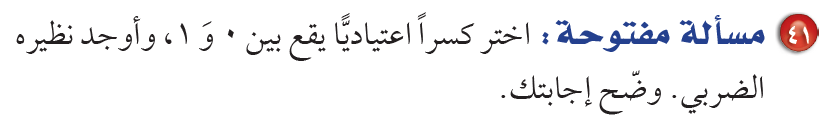 ٤١ مسألة مفتوحة: اختر كسراً اعتياديًّا يقع بين ٠ وَ ١، وأوجد نظيره
الضربي. وضّح إجابتك.